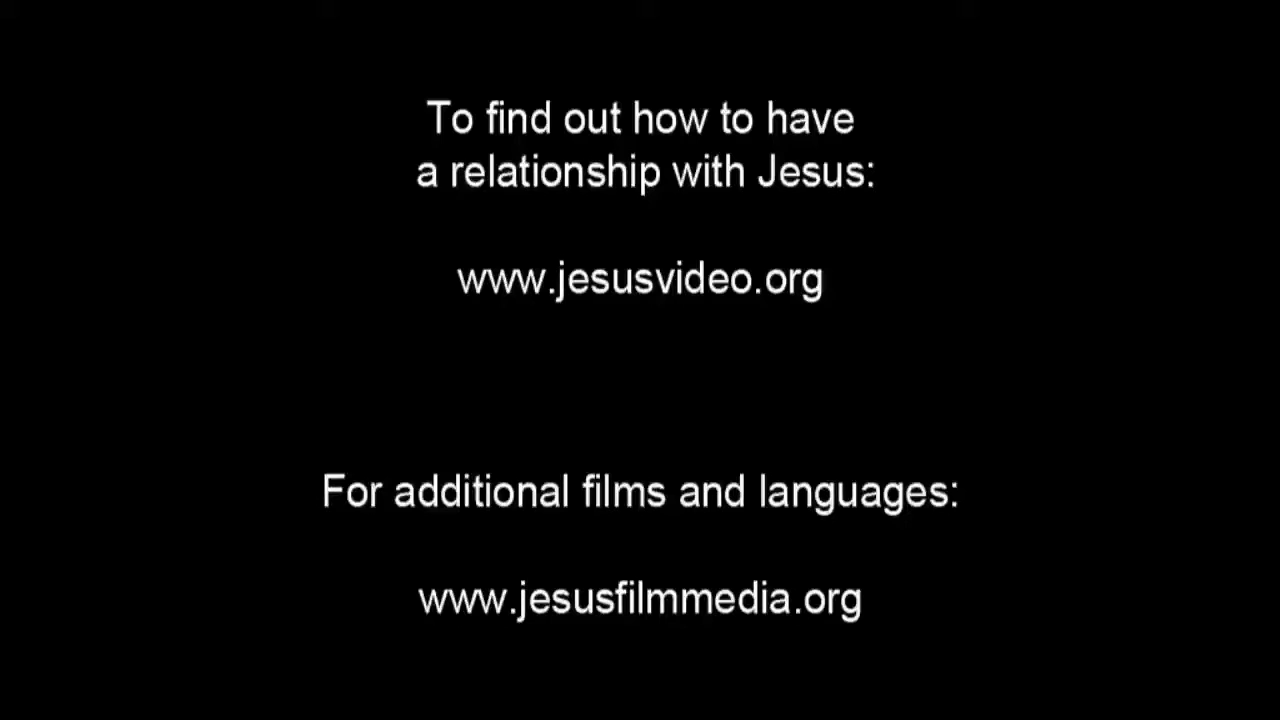 To find out how to have
a relationship with Jesus:
www.jesusvideo.org
For additional films and languages:
www.jesusfilmmedia.org